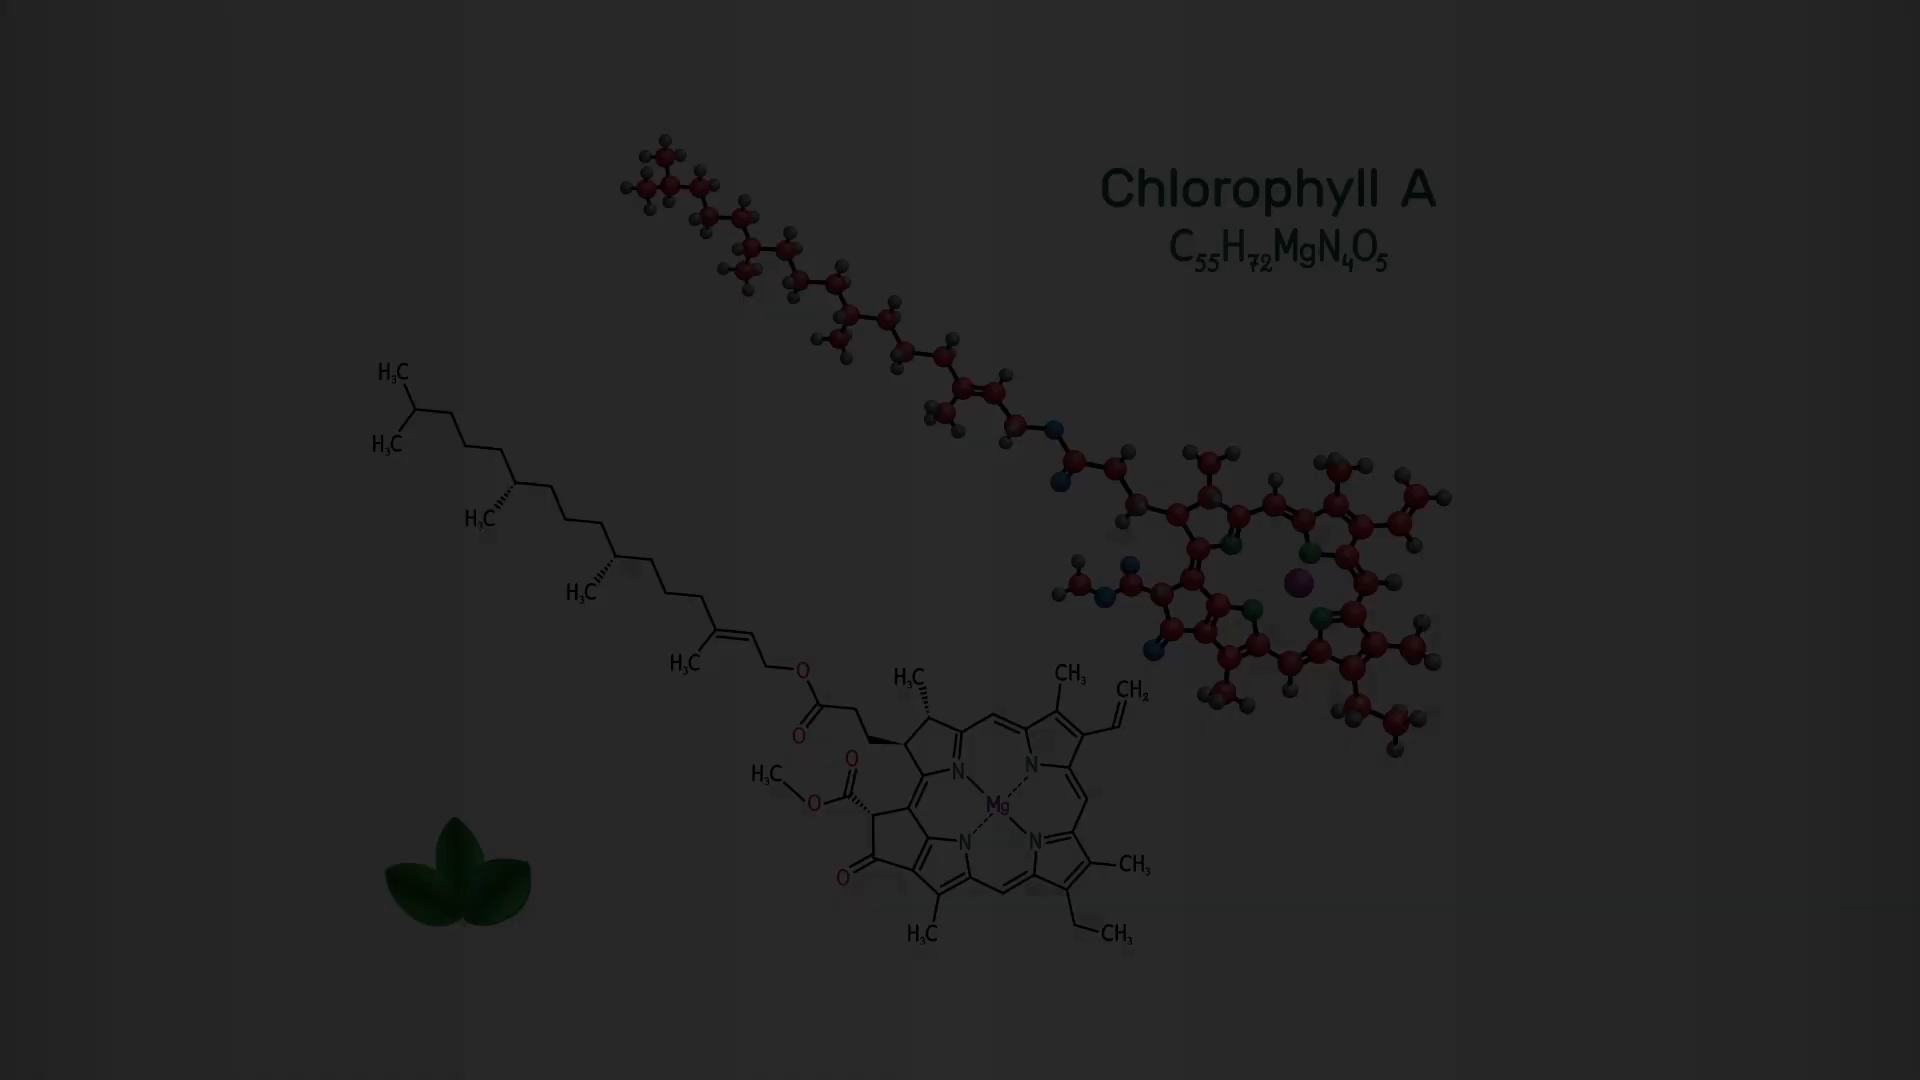 Chlorophyll A
C₅₅H₇₂MgN₄O₅
H₃C
H₃C
H₃C
H₃C
H₃C
O
O
H₃C
CH₃
CH₂
O
H₃C
O
N
N
Mg
N
N
O
CH₃
H₃C
CH₃